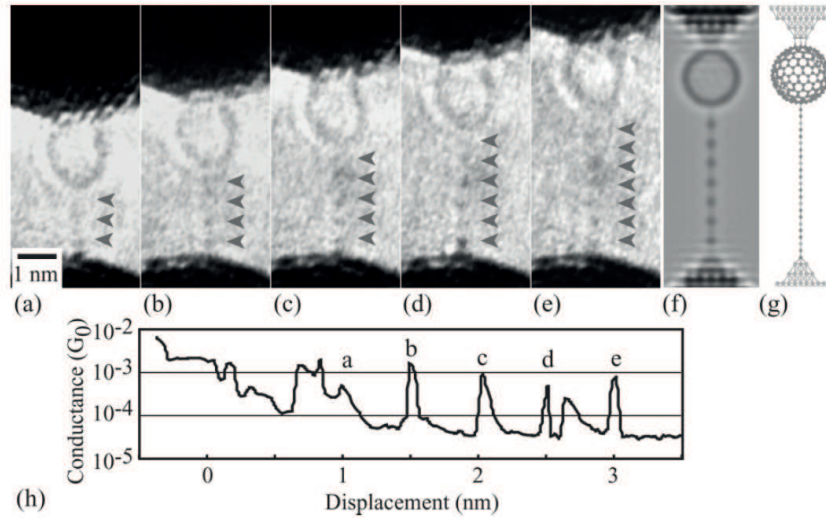 1 nm
(a) (b) (c) (d) (e) (f) (g)
Conductance (G0)
10-2
10-3
10-4
10-5
a b c d e
0 1 2 3
Displacement (nm)
(h)